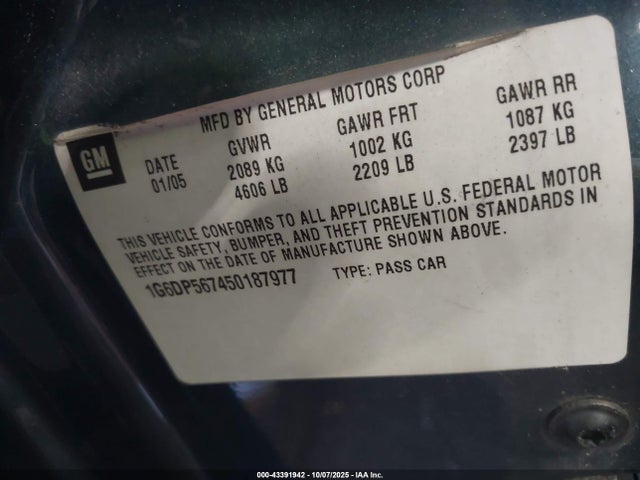 MFD BY GENERAL MOTORS CORP
GM
DATE GVWR GAWR FRT GAWR RR
01/05 2089 KG 1002 KG 1087 KG
4606 LB 2209 LB 2397 LB
THIS VEHICLE CONFORMS TO ALL APPLICABLE U.S. FEDERAL MOTOR
VEHICLE SAFETY, BUMPER, AND THEFT PREVENTION STANDARDS IN
EFFECT ON THE DATE OF MANUFACTURE SHOWN ABOVE.
1G6DP567450187977 TYPE: PASS CAR
000-43391942 • 10/07/2025 • IAA Inc.